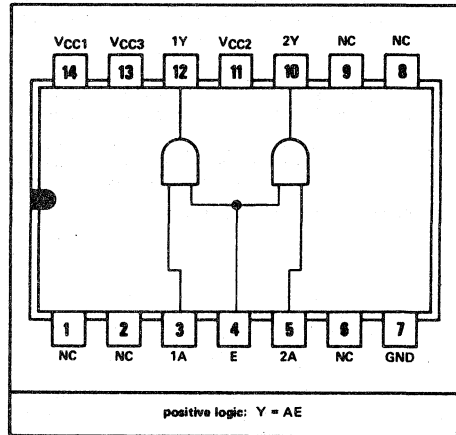 VCC1 VCC3 1Y VCC2 2Y NC NC
14 13 12 11 10 9 8
1 2 3 4 5 6 7
NC NC 1A E 2A NC GND
positive logic: Y = AE